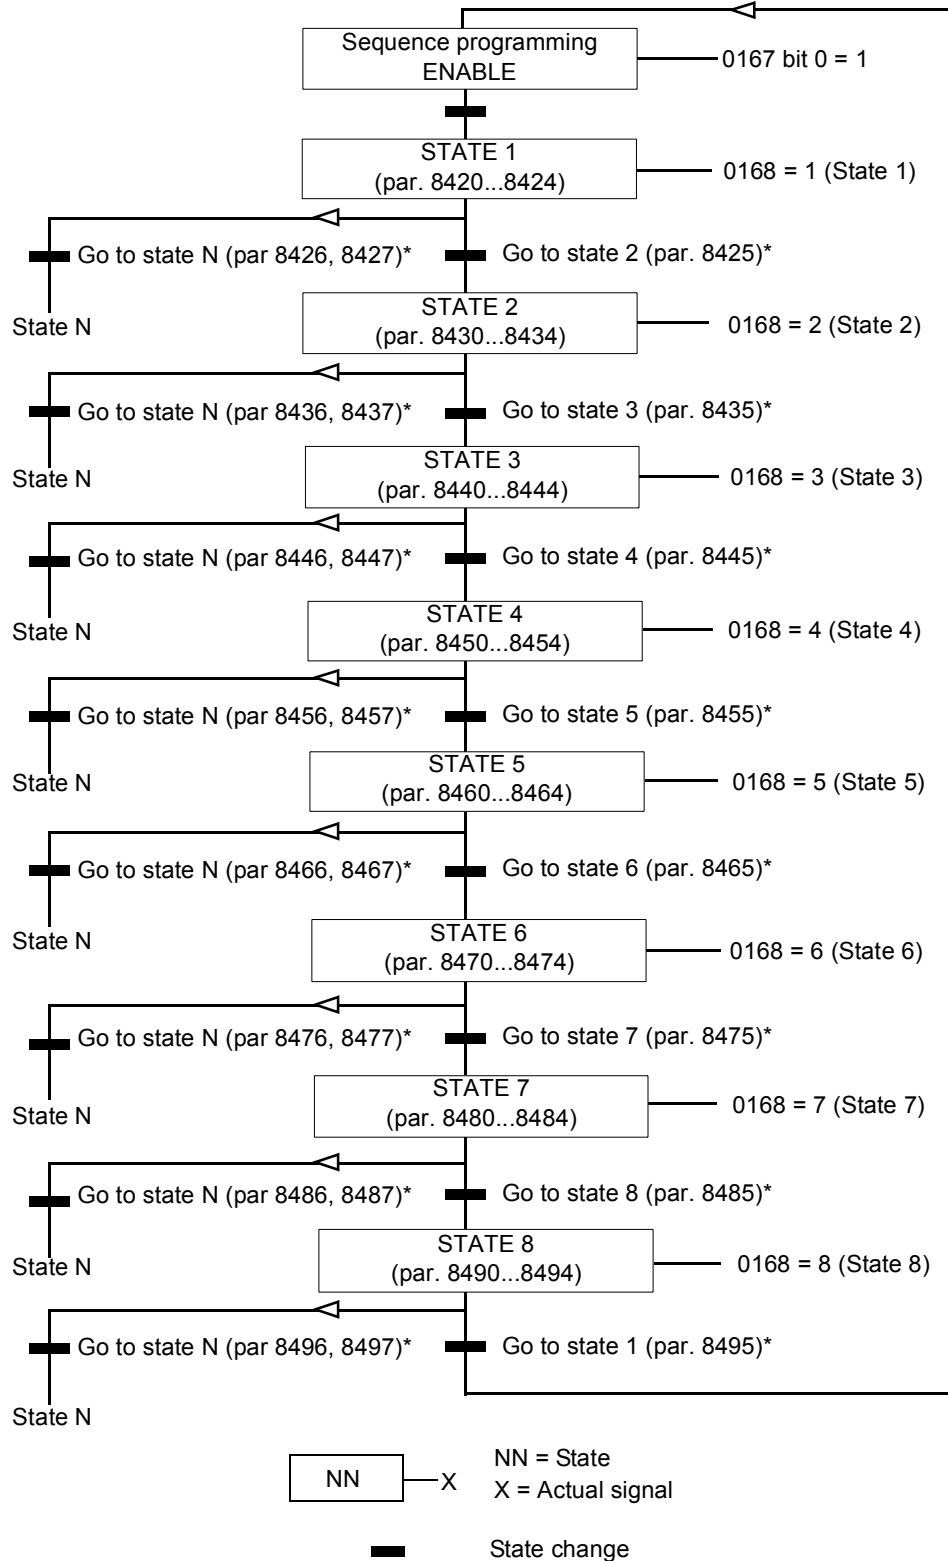 Sequence programming
ENABLE
0167 bit 0 = 1
STATE 1
(par. 8420...8424)
0168 = 1 (State 1)
Go to state N (par 8426, 8427)*
Go to state 2 (par. 8425)*
State N
STATE 2
(par. 8430...8434)
0168 = 2 (State 2)
Go to state N (par 8436, 8437)*
Go to state 3 (par. 8435)*
State N
STATE 3
(par. 8440...8444)
0168 = 3 (State 3)
Go to state N (par 8446, 8447)*
Go to state 4 (par. 8445)*
State N
STATE 4
(par. 8450...8454)
0168 = 4 (State 4)
Go to state N (par 8456, 8457)*
Go to state 5 (par. 8455)*
State N
STATE 5
(par. 8460...8464)
0168 = 5 (State 5)
Go to state N (par 8466, 8467)*
Go to state 6 (par. 8465)*
State N
STATE 6
(par. 8470...8474)
0168 = 6 (State 6)
Go to state N (par 8476, 8477)*
Go to state 7 (par. 8475)*
State N
STATE 7
(par. 8480...8484)
0168 = 7 (State 7)
Go to state N (par 8486, 8487)*
Go to state 8 (par. 8485)*
State N
STATE 8
(par. 8490...8494)
0168 = 8 (State 8)
Go to state N (par 8496, 8497)*
Go to state 1 (par. 8495)*
State N
NN
X
NN = State
X = Actual signal
State change